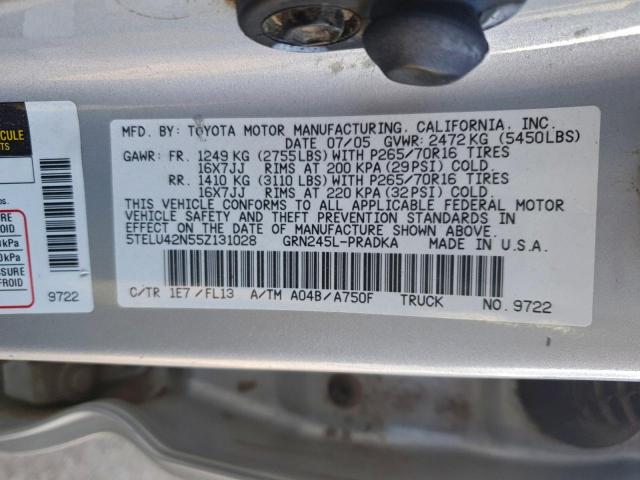 MFD. BY: TOYOTA MOTOR MANUFACTURING, CALIFORNIA, INC.
DATE 07/05 GVWR: 2472 KG (5450LBS)
GAWR: FR. 1249 KG (2755LBS) WITH P265/70R16 TIRES
16X7JJ RIMS AT 200 KPA (29PSI) COLD.
RR. 1410 KG (3110 LBS) WITH P265/70R16 TIRES
16X7JJ RIMS AT 220 KPA (32PSI) COLD.
THIS VEHICLE CONFORMS TO ALL APPLICABLE FEDERAL MOTOR
VEHICLE SAFETY AND THEFT PREVENTION STANDARDS IN
EFFECT ON THE DATE OF MANUFACTURE SHOWN ABOVE.
5TELU42N55Z131028 GRN245L-PRADKA MADE IN U.S.A.
C/TR 1E7 /FL13 A/TM A04B/A750F TRUCK NO. 9722
9722